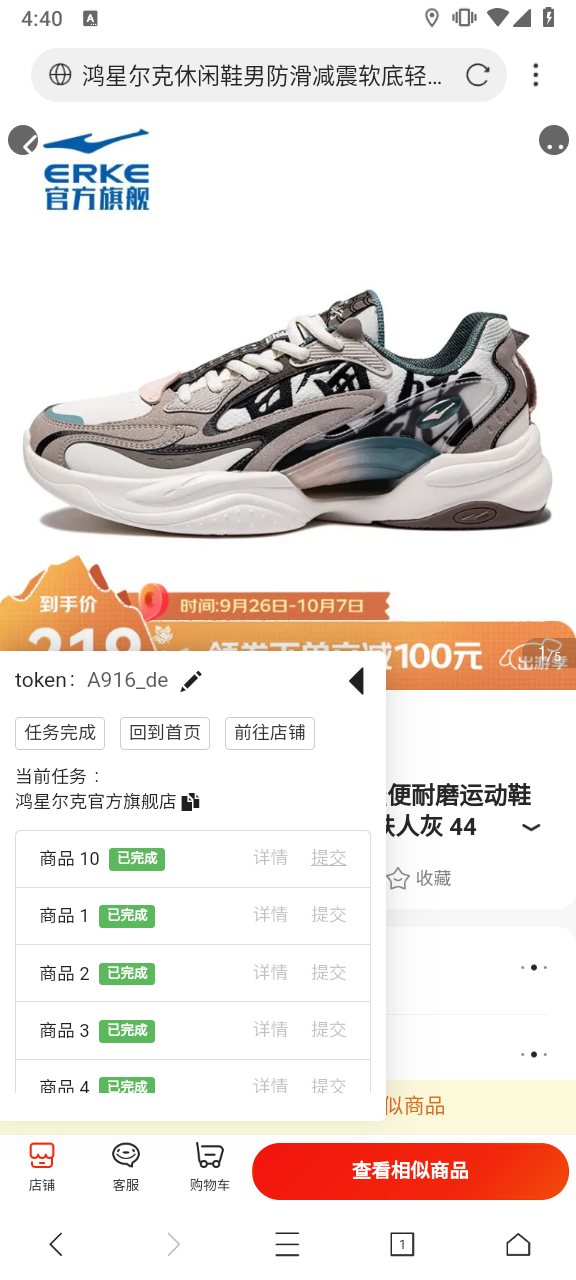 4:40
A
鸿星尔克休闲鞋男防滑减震软底轻...
ERKE
官方旗舰
到手价
时间:9月26日-10月7日
219
领券下单立减100元
出游季
1/5
token: A916_de
任务完成 回到首页 前往店铺
当前任务：
鸿星尔克官方旗舰店
便耐磨运动鞋
铁人灰 44
收藏
商品 10 已完成 详情 提交
商品 1 已完成 详情 提交
商品 2 已完成 详情 提交
商品 3 已完成 详情 提交
商品 4 已完成 详情 提交
似商品
店铺 客服 购物车 查看相似商品
1